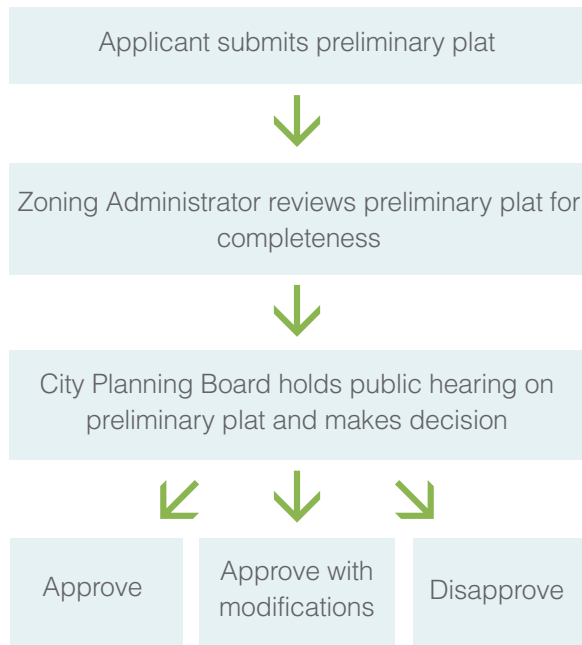 Applicant submits preliminary plat
Zoning Administrator reviews preliminary plat for
completeness
City Planning Board holds public hearing on
preliminary plat and makes decision
Approve
Approve with
modifications
Disapprove